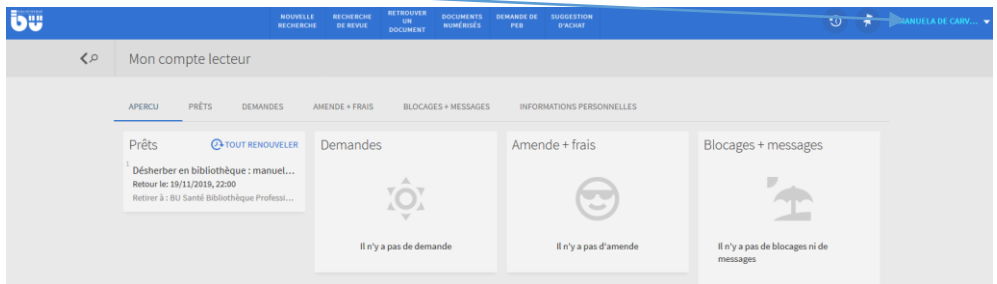 bu
NOUVELLE RECHERCHE
RECHERCHE DE REVUE
RETROUVER UN DOCUMENT
DOCUMENTS NUMÉRISÉS
DEMANDE DE PEB
SUGGESTION D'ACHAT
MANUELA DE CARV...
Mon compte lecteur
APERCU
PRÊTS
DEMANDES
AMENDE + FRAIS
BLOCAGES + MESSAGES
INFORMATIONS PERSONNELLES
Prêts
TOUT RENOUVELER
1
Désherber en bibliothèque : manuel...
Retour le: 19/11/2019, 22:00
Retirer à : BU Santé Bibliothèque Professi...
Demandes
Il n'y a pas de demande
Amende + frais
Il n'y a pas d'amende
Blocages + messages
Il n'y a pas de blocages ni de
messages